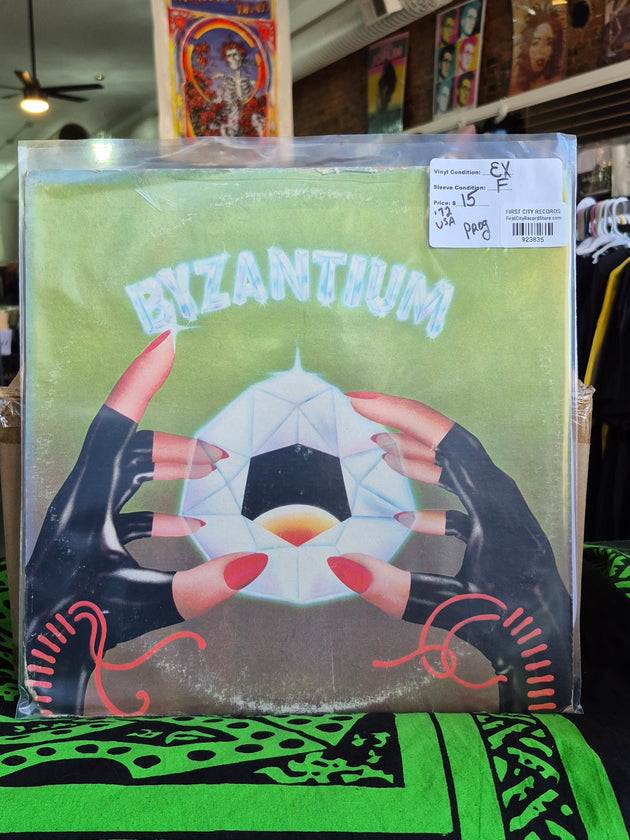 Vinyl Condition: EX
Sleeve Condition: F
Price: $ 15
'72
USA
Prog
FIRST CITY RECORDS
FirstCityRecordStore.com
923835
BYZANTIUM